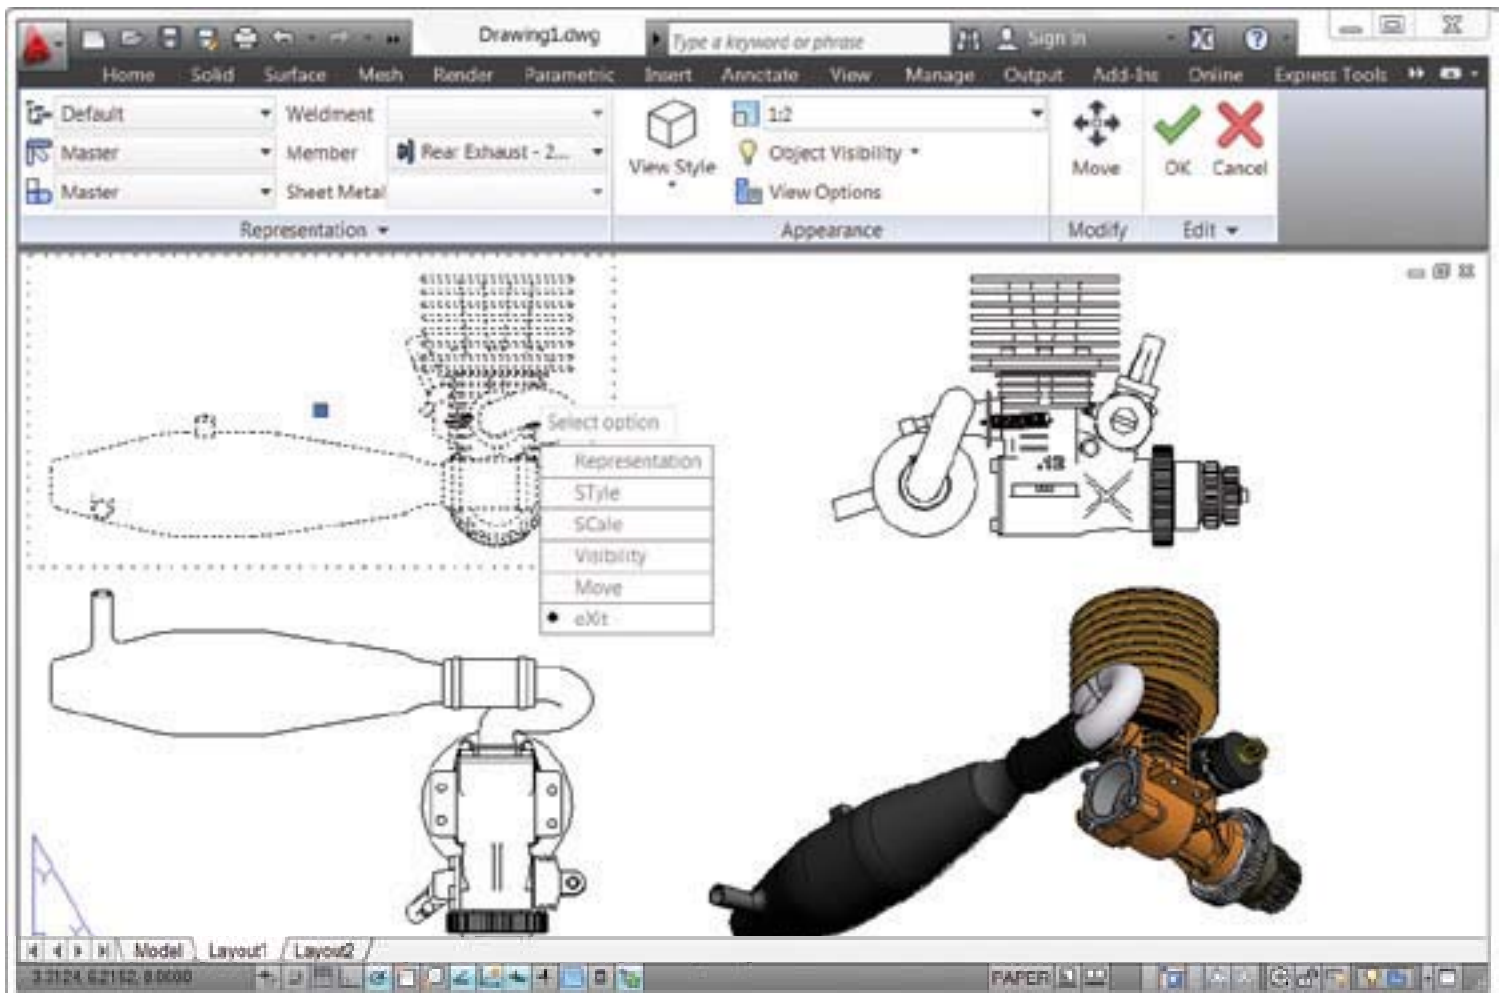 Drawing1.dwg
Type a keyword or phrase
Sign In
Home Solid Surface Mesh Render Parametric Insert Annotate View Manage Output Add-Ins Online Express Tools
Default Weldment 1:2
Master Member Rear Exhaust - 2... Object Visibility
View Style Move OK Cancel
Master Sheet Metal View Options
Representation Appearance Modify Edit
Select option
Representation
STyle
SCale
Visibility
Move
eXit
.12
Y
Model Layout1 Layout2
PAPER